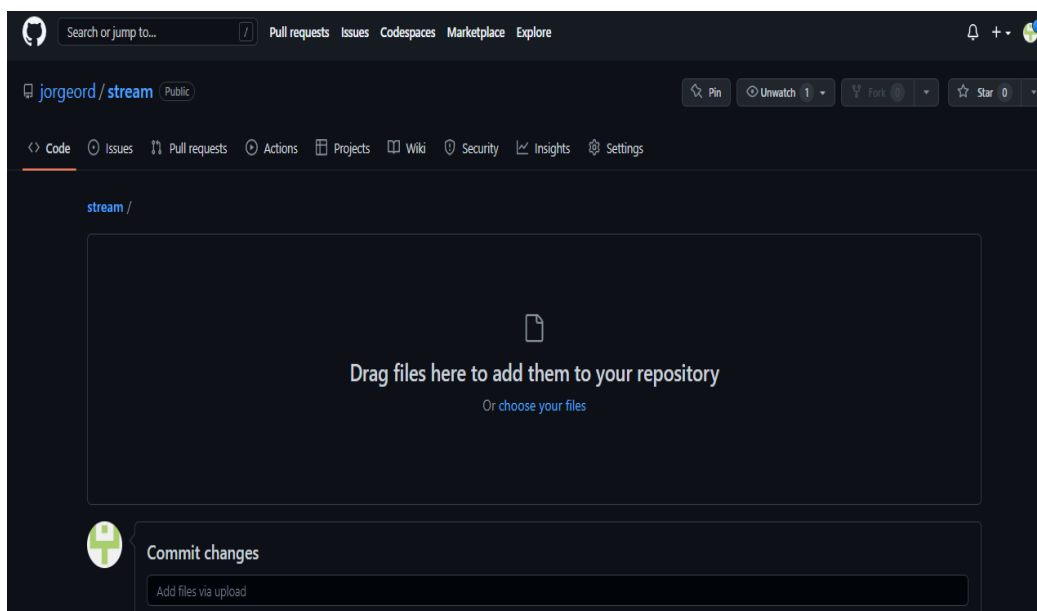 Search or jump to... / Pull requests Issues Codespaces Marketplace Explore
jorgeord / stream Public Pin Unwatch 1 Fork 0 Star 0
Code Issues Pull requests Actions Projects Wiki Security Insights Settings
stream /
Drag files here to add them to your repository
Or choose your files
Commit changes
Add files via upload